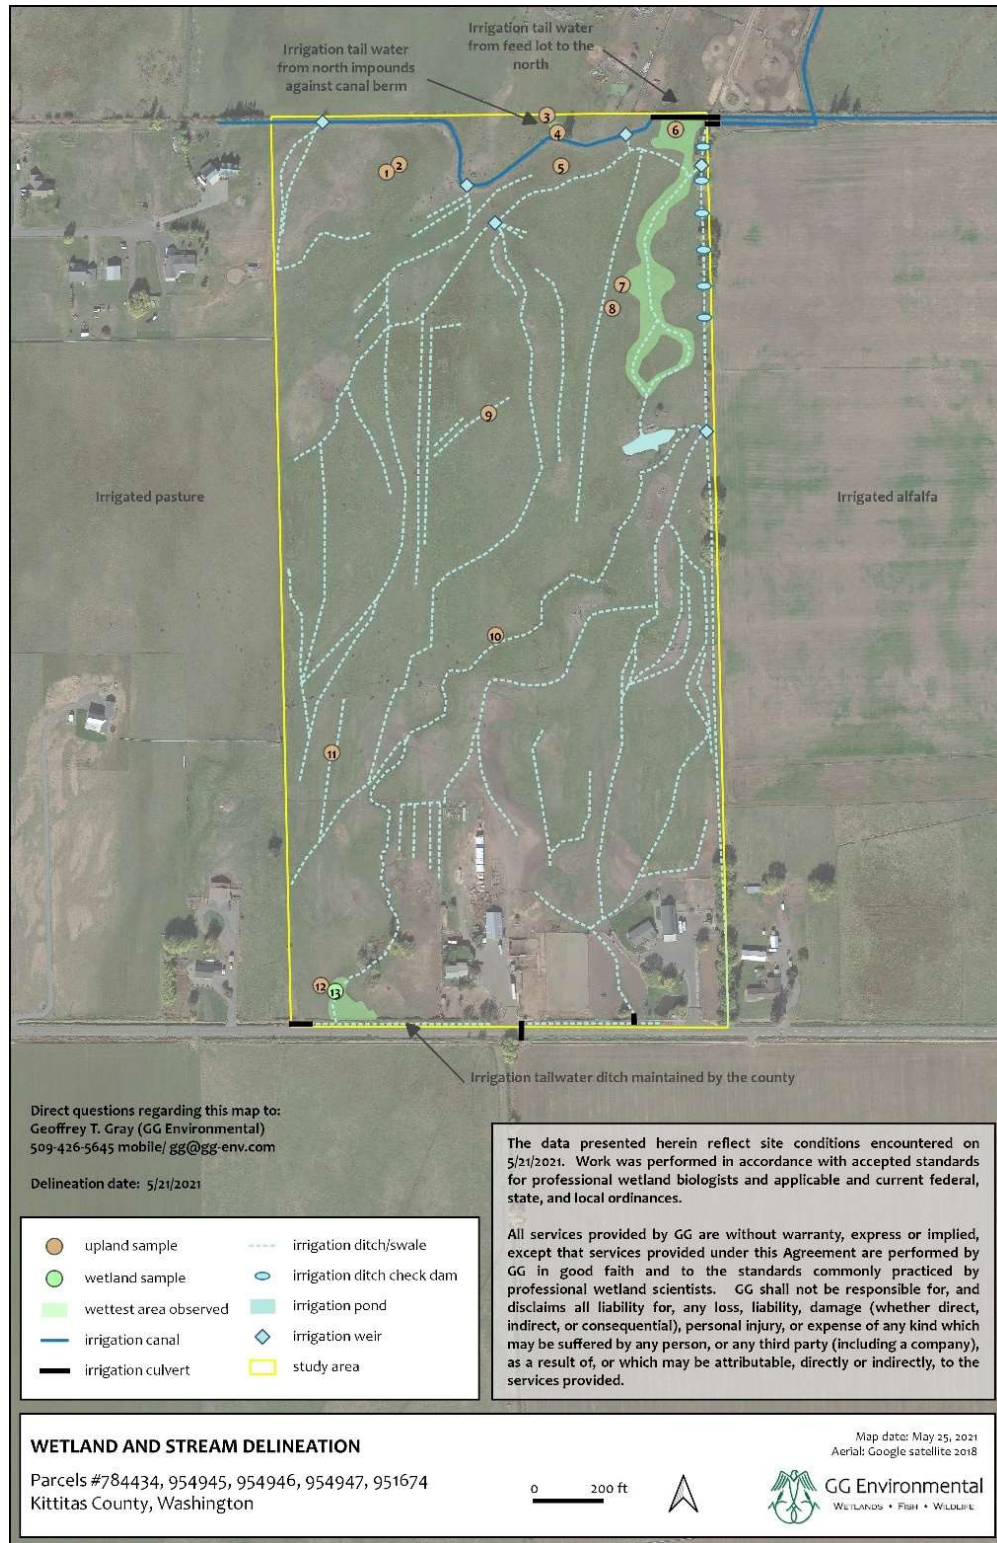 Irrigation tail water
from feed lot to the
north
Irrigation tail water
from north impounds
against canal berm
3
4
6
5
2
1
7
8
9
Irrigated pasture
Irrigated alfalfa
10
11
12
13
Irrigation tailwater ditch maintained by the county
Direct questions regarding this map to:
Geoffrey T. Gray (GG Environmental)
509-426-5645 mobile/ gg@gg-env.com
Delineation date: 5/21/2021
upland sample
wetland sample
wettest area observed
irrigation canal
irrigation culvert
irrigation ditch/swale
irrigation ditch check dam
irrigation pond
irrigation weir
study area
The data presented herein reflect site conditions encountered on
5/21/2021. Work was performed in accordance with accepted standards
for professional wetland biologists and applicable and current federal,
state, and local ordinances.
All services provided by GG are without warranty, express or implied,
except that services provided under this Agreement are performed by
GG in good faith and to the standards commonly practiced by
professional wetland scientists. GG shall not be responsible for, and
disclaims all liability for, any loss, liability, damage (whether direct,
indirect, or consequential), personal injury, or expense of any kind which
may be suffered by any person, or any third party (including a company),
as a result of, or which may be attributable, directly or indirectly, to the
services provided.
WETLAND AND STREAM DELINEATION
Parcels #784434, 954945, 954946, 954947, 951674
Kittitas County, Washington
0 200 ft
Map date: May 25, 2021
Aerial: Google satellite 2018
GG Environmental
WETLANDS • FISH • WILDLIFE